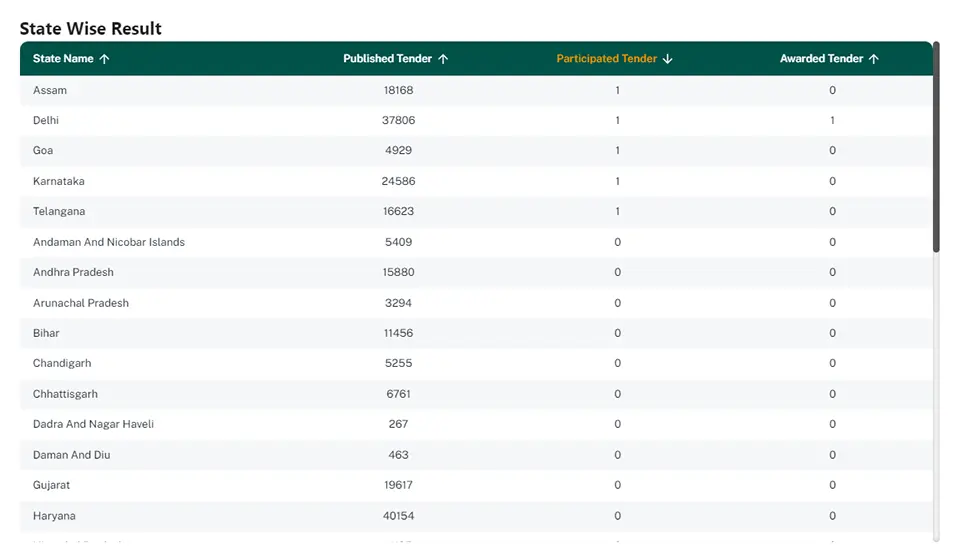 State Wise Result
State Name ↑ Published Tender ↑ Participated Tender ↓ Awarded Tender ↑
Assam 18168 1 0
Delhi 37806 1 1
Goa 4929 1 0
Karnataka 24586 1 0
Telangana 16623 1 0
Andaman And Nicobar Islands 5409 0 0
Andhra Pradesh 15880 0 0
Arunachal Pradesh 3294 0 0
Bihar 11456 0 0
Chandigarh 5255 0 0
Chhattisgarh 6761 0 0
Dadra And Nagar Haveli 267 0 0
Daman And Diu 463 0 0
Gujarat 19617 0 0
Haryana 40154 0 0